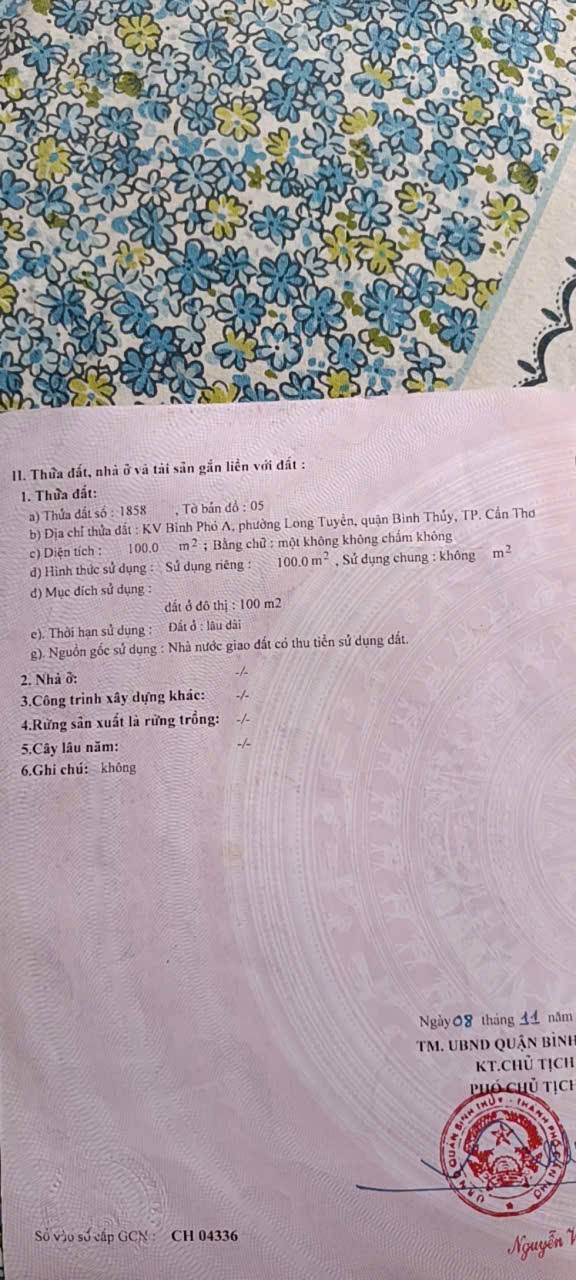 II. Thửa đất, nhà ở và tài sản gắn liền với đất :
1. Thửa đất:
a) Thửa đất số : 1858 , Tờ bản đồ : 05
b) Địa chỉ thửa đất : KV Bình Phó A, phường Long Tuyền, quận Bình Thủy, TP. Cần Thơ
c) Diện tích : 100.0 m² ; Bằng chữ : một không không chấm không
d) Hình thức sử dụng : Sử dụng riêng : 100.0 m² , Sử dụng chung : không m²
đ) Mục đích sử dụng :
đất ở đô thị : 100 m2
e). Thời hạn sử dụng : Đất ở : lâu dài
g). Nguồn gốc sử dụng : Nhà nước giao đất có thu tiền sử dụng đất.
2. Nhà ở: -/-
3.Công trình xây dựng khác: -/-
4.Rừng sản xuất là rừng trồng: -/-
5.Cây lâu năm: -/-
6.Ghi chú: không
Ngày 08 tháng 11 năm
TM. UBND QUẬN BÌNH
KT.CHỦ TỊCH
PHÓ CHỦ TỊCH
Nguyễn
Số vào sổ cấp GCN : CH 04336